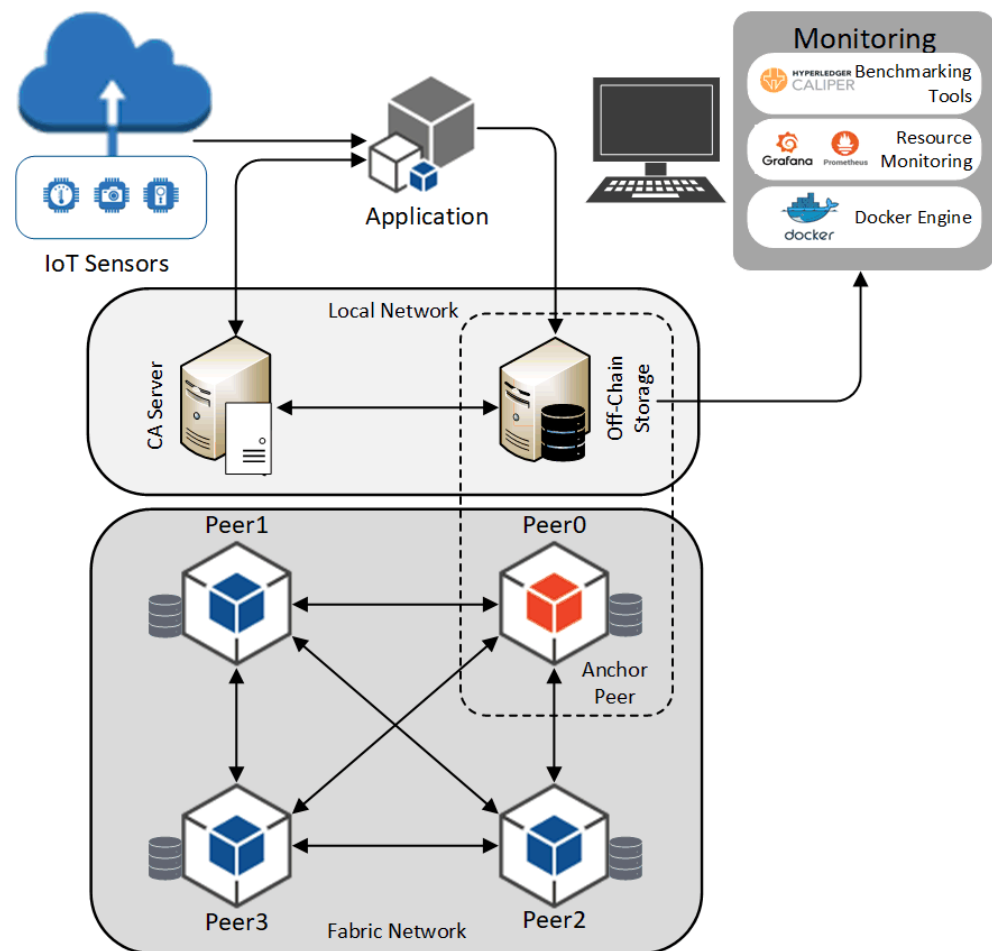 Monitoring
HYPERLEDGER
CALIPER
Benchmarking
Tools
Grafana
Prometheus
Resource
Monitoring
docker
Docker Engine
Application
IoT Sensors
Local Network
CA Server
Off-Chain
Storage
Peer1
Peer0
Anchor
Peer
Peer3
Peer2
Fabric Network